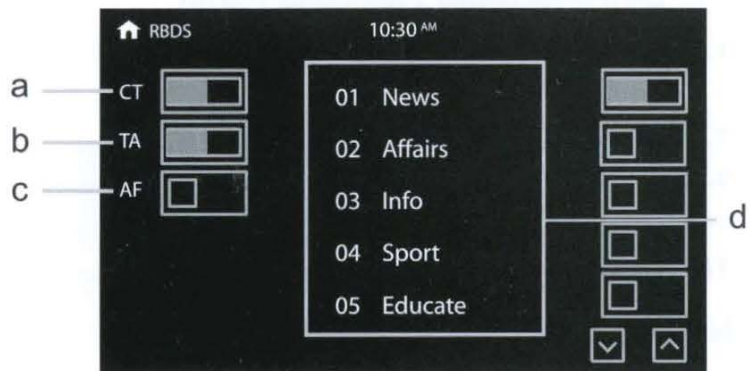 RBDS 10:30 AM
a CT
b TA
c AF
01 News
02 Affairs
03 Info
04 Sport
05 Educate
d